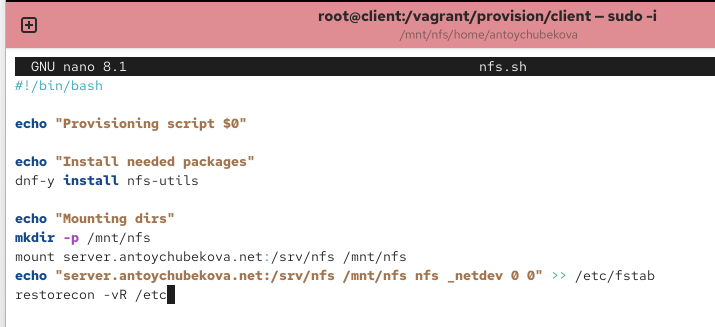 root@client:/vagrant/provision/client — sudo -i
/mnt/nfs/home/antoychubekova
GNU nano 8.1 nfs.sh
#!/bin/bash
echo "Provisioning script $0"
echo "Install needed packages"
dnf-y install nfs-utils
echo "Mounting dirs"
mkdir -p /mnt/nfs
mount server.antoychubekova.net:/srv/nfs /mnt/nfs
echo "server.antoychubekova.net:/srv/nfs /mnt/nfs nfs _netdev 0 0" >> /etc/fstab
restorecon -vR /etc